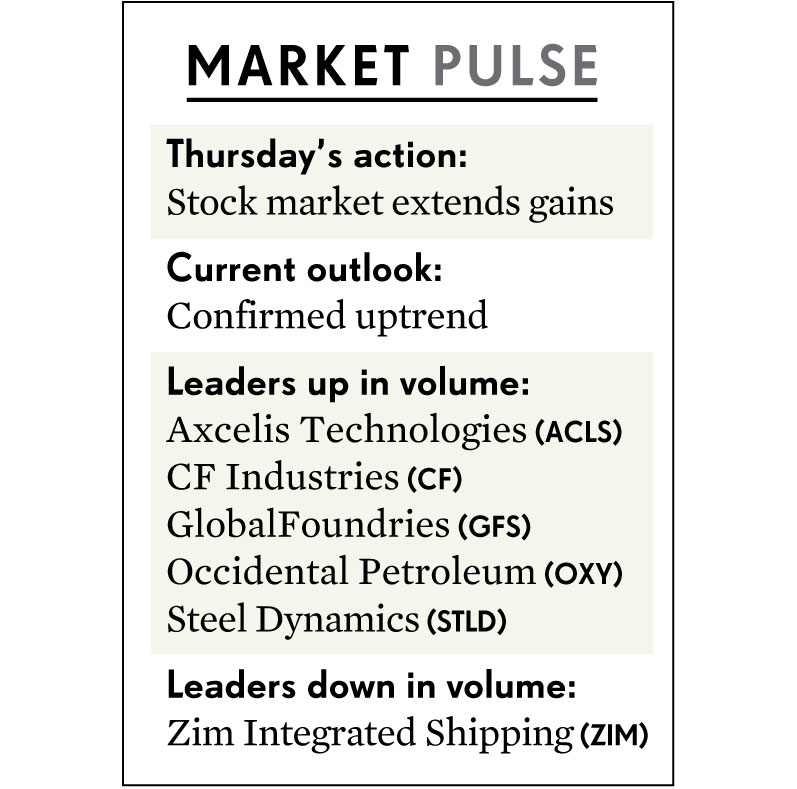 MARKET PULSE
Thursday’s action:
Stock market extends gains
Current outlook:
Confirmed uptrend
Leaders up in volume:
Axcelis Technologies (ACLS)
CF Industries (CF)
GlobalFoundries (GFS)
Occidental Petroleum (OXY)
Steel Dynamics (STLD)
Leaders down in volume:
Zim Integrated Shipping (ZIM)